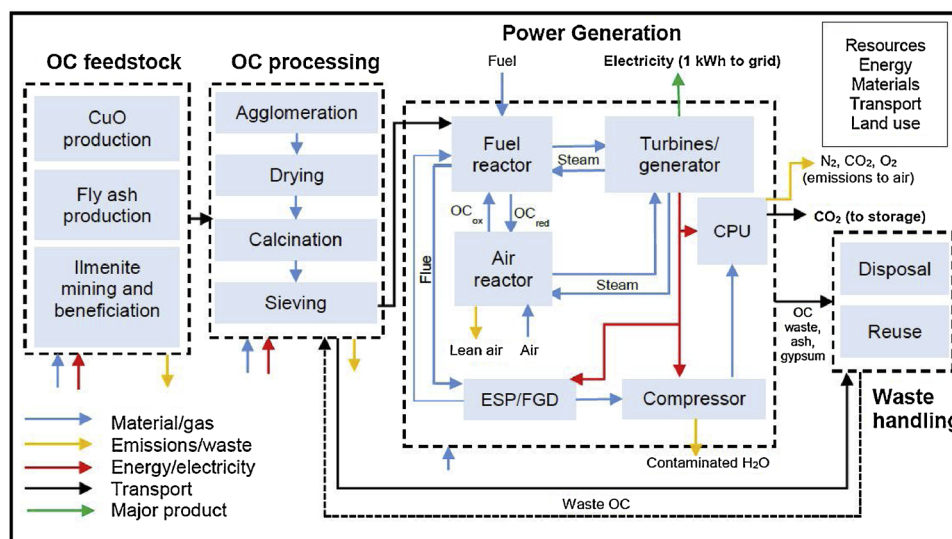 Power Generation
OC feedstock
OC processing
Fuel
Electricity (1 kWh to grid)
Resources
Energy
Materials
Transport
Land use
CuO
production
Fly ash
production
Ilmenite
mining and
beneficiation
Agglomeration
Drying
Calcination
Sieving
Fuel
reactor
Steam
Turbines/
generator
OCox
OCred
Air
reactor
Steam
Flue
Lean air
Air
CPU
N2, CO2, O2
(emissions to air)
CO2 (to storage)
Disposal
Reuse
OC
waste,
ash,
gypsum
Waste
handling
ESP/FGD
Compressor
Contaminated H2O
Material/gas
Emissions/waste
Energy/electricity
Transport
Major product
Waste OC